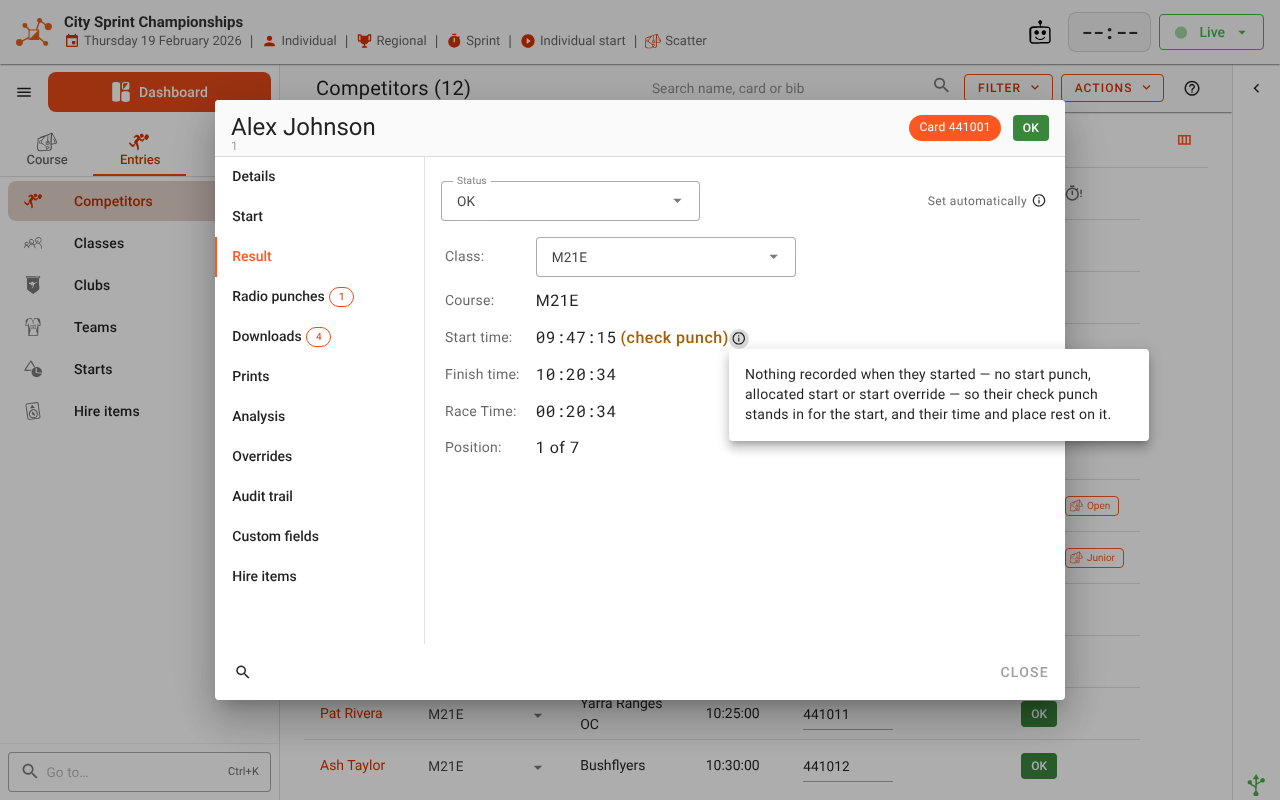 City Sprint Championships
Thursday 19 February 2026 | Individual | Regional | Sprint | Individual start | Scatter
--:--
Live
Dashboard
Competitors (12)
Search name, card or bib
FILTER
ACTIONS
Course
Entries
Competitors
Classes
Clubs
Teams
Starts
Hire items
Alex Johnson
1
Card 441001
OK
Details
Start
Result
Radio punches 1
Downloads 4
Prints
Analysis
Overrides
Audit trail
Custom fields
Hire items
Status
OK
Set automatically
Class: M21E
Course: M21E
Start time: 09:47:15 (check punch)
Finish time: 10:20:34
Race Time: 00:20:34
Position: 1 of 7
Nothing recorded when they started — no start punch,
allocated start or start override — so their check punch
stands in for the start, and their time and place rest on it.
CLOSE
Open
Junior
Pat Rivera M21E Yarra Ranges OC 10:25:00 441011 OK
Ash Taylor M21E Bushflyers 10:30:00 441012 OK
Go to... Ctrl+K